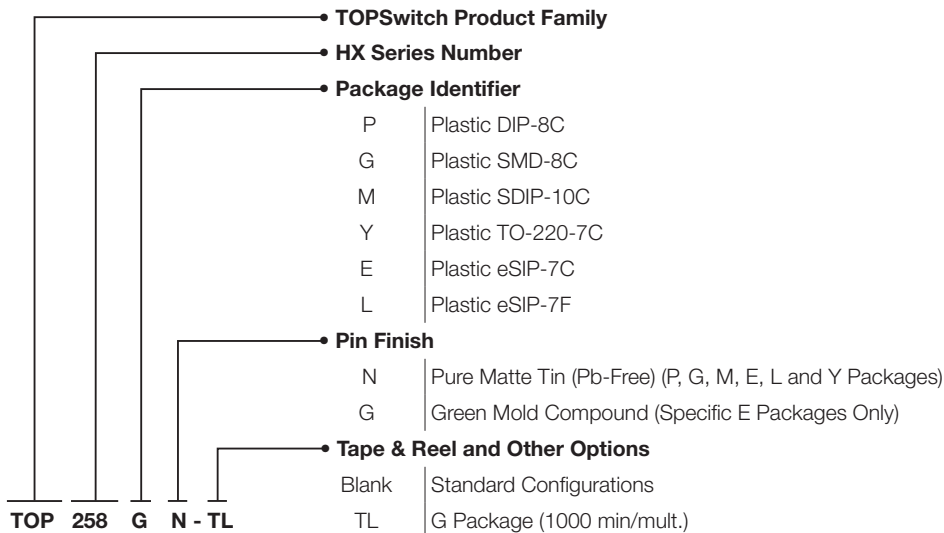 TOPSwitch Product Family
HX Series Number
Package Identifier
P Plastic DIP-8C
G Plastic SMD-8C
M Plastic SDIP-10C
Y Plastic TO-220-7C
E Plastic eSIP-7C
L Plastic eSIP-7F
Pin Finish
N Pure Matte Tin (Pb-Free) (P, G, M, E, L and Y Packages)
G Green Mold Compound (Specific E Packages Only)
Tape & Reel and Other Options
Blank Standard Configurations
TL G Package (1000 min/mult.)
TOP 258 G N - TL